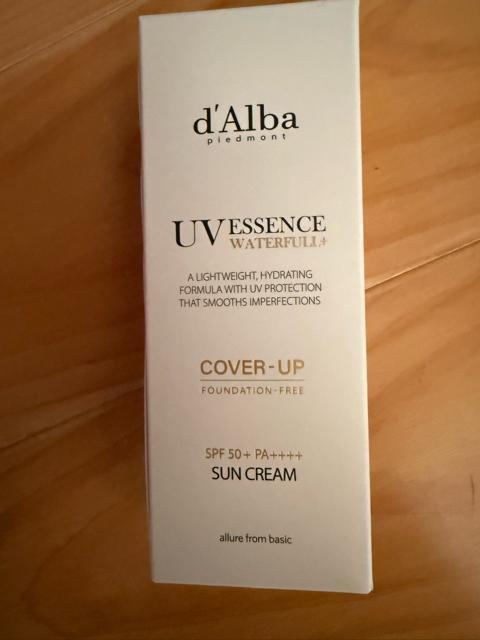 d'Alba
piedmont
UV ESSENCE
WATERFULL+
A LIGHTWEIGHT, HYDRATING
FORMULA WITH UV PROTECTION
THAT SMOOTHS IMPERFECTIONS
COVER-UP
FOUNDATION-FREE
SPF 50+ PA++++
SUN CREAM
allure from basic